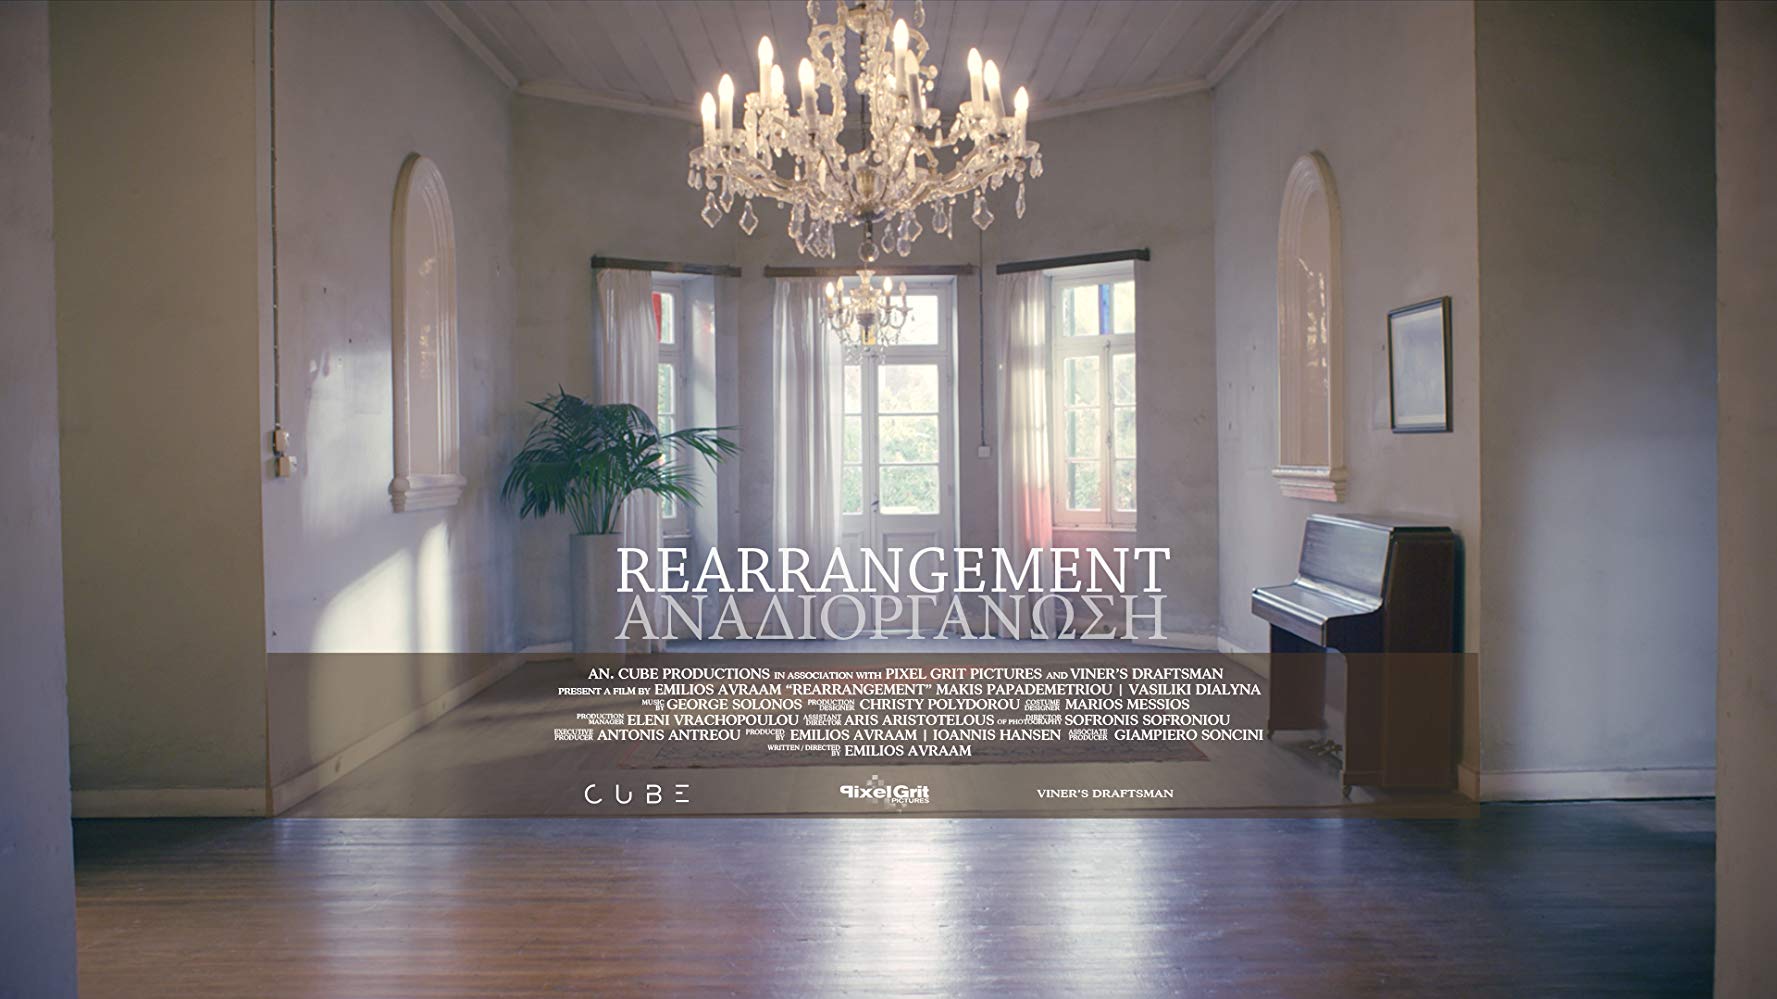 REARRANGEMENT
ΑΝΑΔΙΟΡΓΑΝΩΣΗ
AN. CUBE PRODUCTIONS IN ASSOCIATION WITH PIXEL GRIT PICTURES AND VINER'S DRAFTSMAN
PRESENT A FILM BY EMILIOS AVRAAM “REARRANGEMENT” MAKIS PAPADEMETRIOU | VASILIKI DIALYNA
MUSIC BY GEORGE SOLONOS PRODUCTION DESIGNER CHRISTY POLYDOROU COSTUME DESIGNER MARIOS MESSIOS
PRODUCTION MANAGER ELENI VRACHOPOULOU ASSISTANT DIRECTOR ARIS ARISTOTELOUS DIRECTOR OF PHOTOGRAPHY SOFRONIS SOFRONIOU
EXECUTIVE PRODUCER ANTONIS ANTREOU PRODUCED BY EMILIOS AVRAAM | IOANNIS HANSEN ASSOCIATE PRODUCER GIAMPIERO SONCINI
WRITTEN / DIRECTED BY EMILIOS AVRAAM
CUBE PixelGrit PICTURES VINER'S DRAFTSMAN